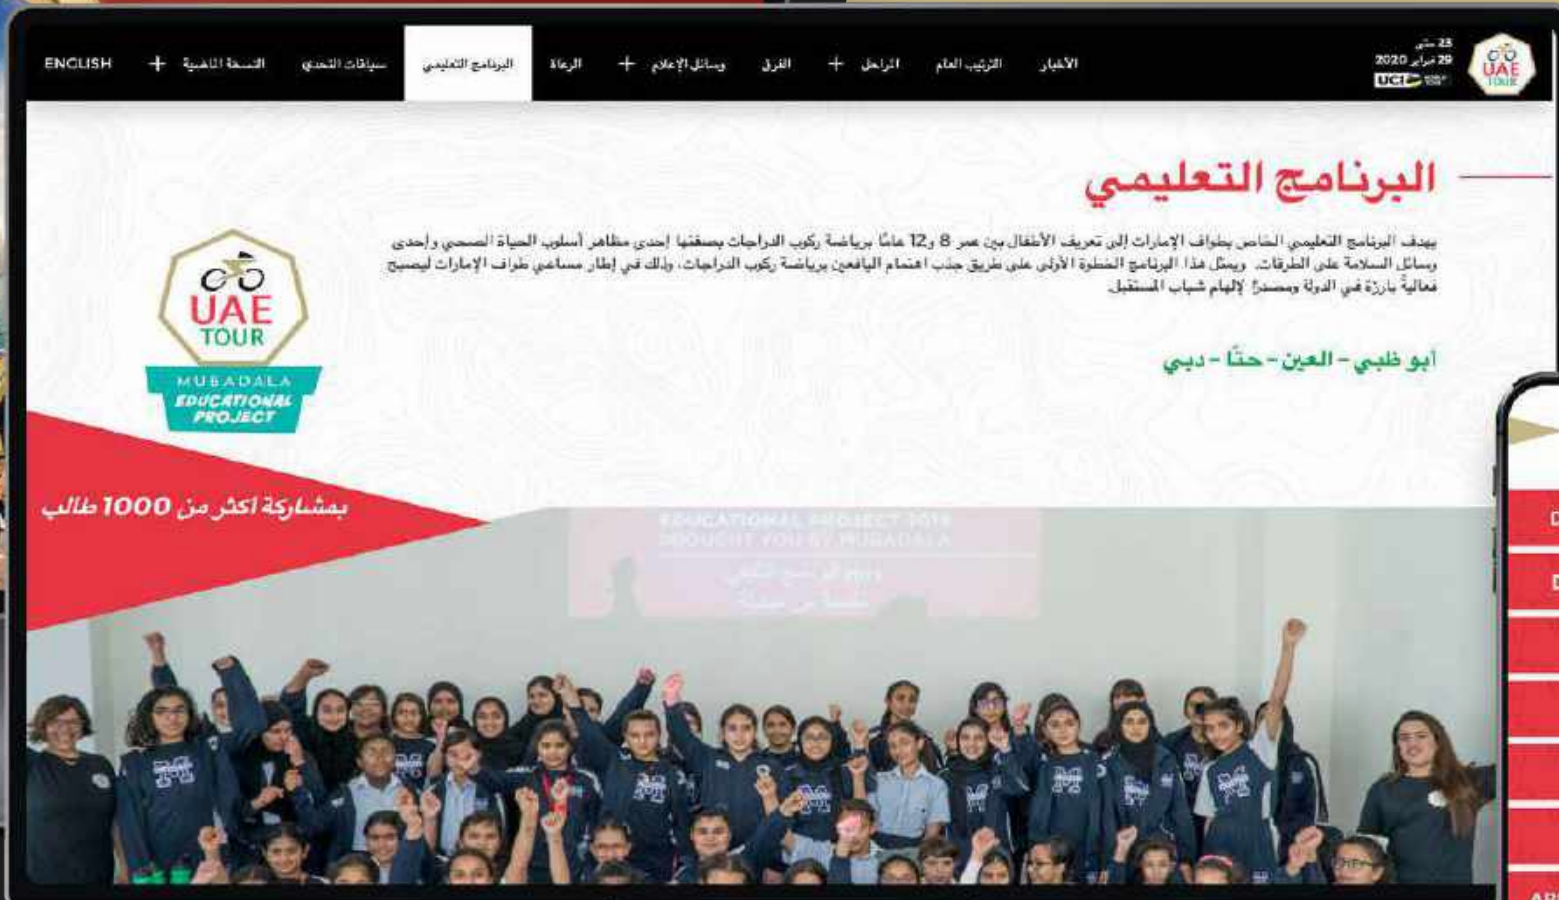 23 حتّى
29 فبراير 2020
UCI
UAE
TOUR
الأخبار
الترتيب العام
المراحل +
الفرق
وسائل الإعلام +
الرعاة
البرنامج التعليمي
سباقات التحدي
النسخة الماضية +
ENGLISH
البرنامج التعليمي
يهدف البرنامج التعليمي الخاص بطواف الإمارات إلى تعريف الأطفال بين عمر 8 و12 عامًا برياضة ركوب الدراجات بصفتها إحدى مظاهر أسلوب الحياة الصحي وإحدى
وسائل السلامة على الطرقات. ويمثل هذا البرنامج الخطوة الأولى على طريق جذب اهتمام اليافعين برياضة ركوب الدراجات، وذلك في إطار مساعي طواف الإمارات ليصبح
فعاليةً بارزة في الدولة ومصدرً لإلهام شباب المستقبل.
أبو ظبي - العين - حتّا - دبي
UAE
TOUR
MUBADALA
EDUCATIONAL
PROJECT
بمشاركة أكثر من 1000 طالب
EDUCATIONAL PROJECT 2019
BROUGHT YOU BY MUBADALA